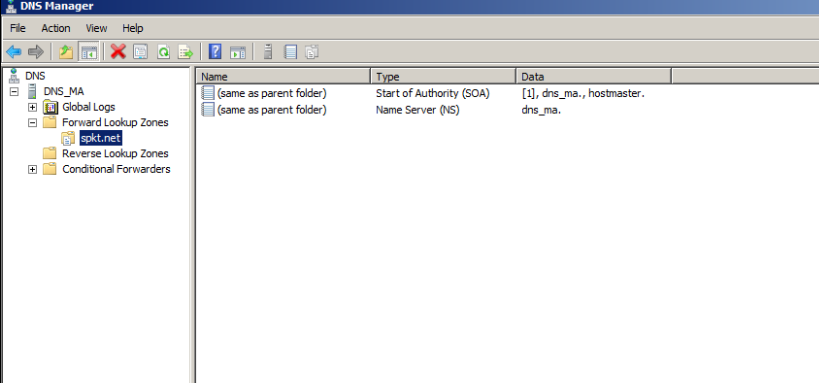 DNS Manager
File Action View Help
DNS
DNS_MA
Global Logs
Forward Lookup Zones
spkt.net
Reverse Lookup Zones
Conditional Forwarders
Name Type Data
(same as parent folder) Start of Authority (SOA) [1], dns_ma., hostmaster.
(same as parent folder) Name Server (NS) dns_ma.